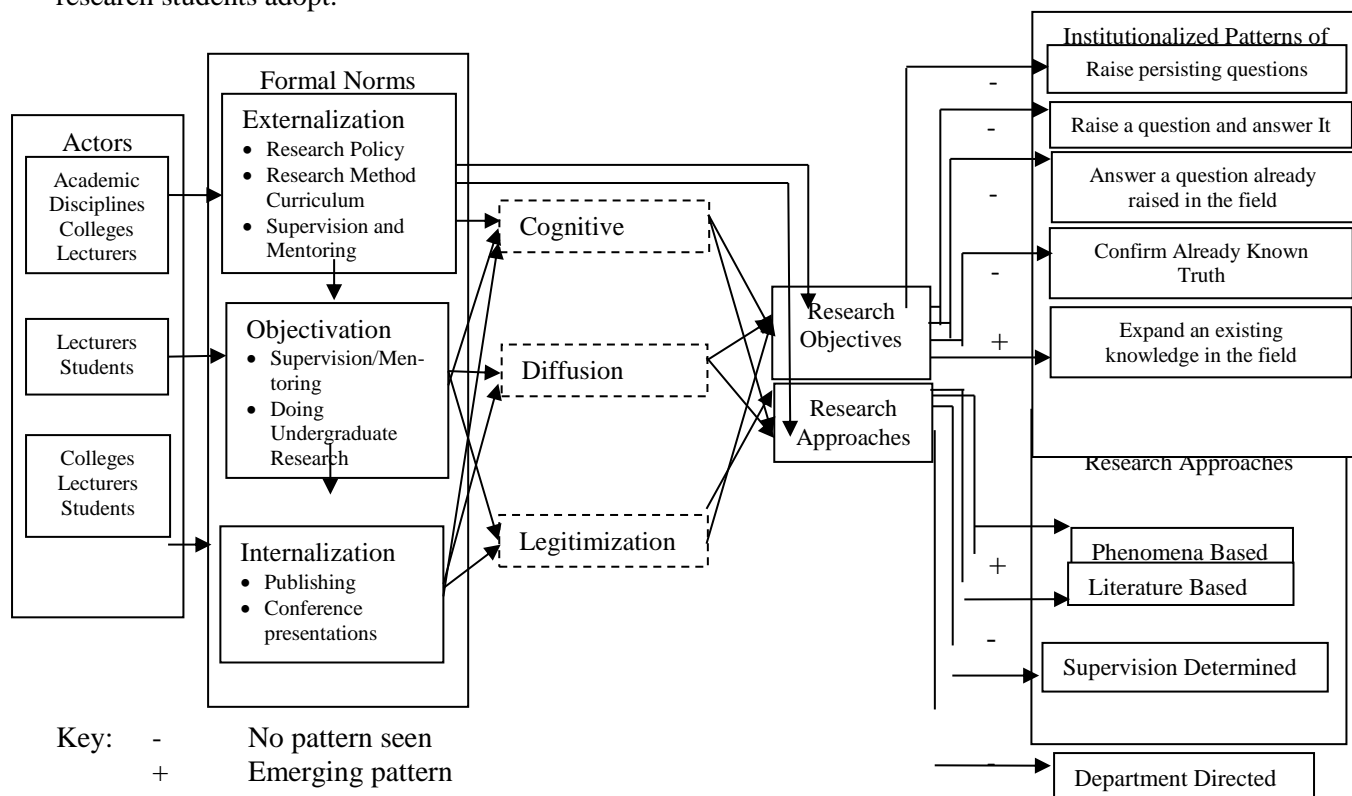 research students adopt.
Actors
Academic
Disciplines
Colleges
Lecturers
Lecturers
Students
Colleges
Lecturers
Students
Formal Norms
Externalization
• Research Policy
• Research Method
Curriculum
• Supervision and
Mentoring
Objectivation
• Supervision/Men-
toring
• Doing
Undergraduate
Research
Internalization
• Publishing
• Conference
presentations
Cognitive
Diffusion
Legitimization
Research
Objectives
Research
Approaches
Institutionalized Patterns of
Raise persisting questions
-
Raise a question and answer It
-
Answer a question already
raised in the field
-
Confirm Already Known
Truth
-
Expand an existing
knowledge in the field
+
Research Approaches
Phenomena Based
+
Literature Based
-
Supervision Determined
-
Department Directed
Key: - No pattern seen
+ Emerging pattern